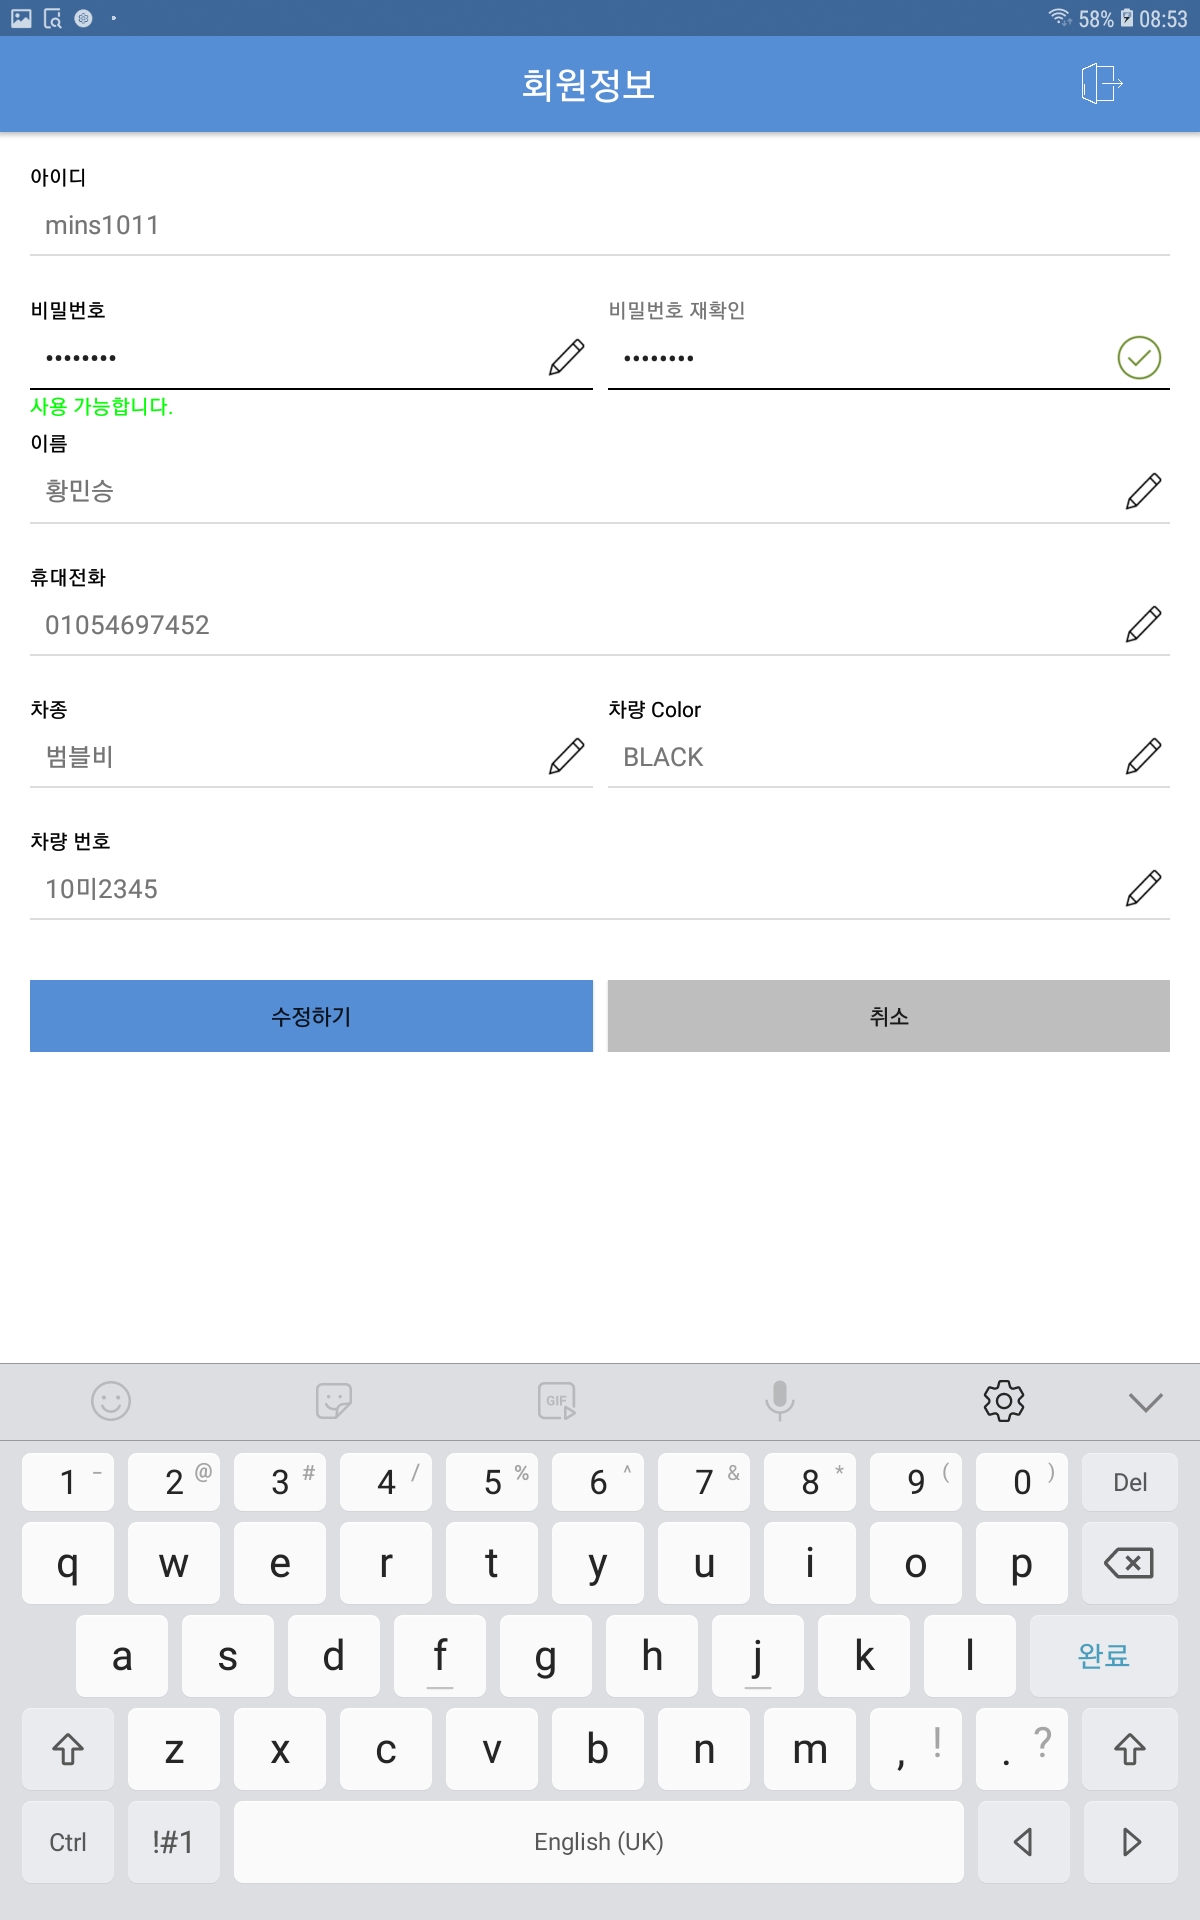 58% 08:53
회원정보
아이디
mins1011
비밀번호 비밀번호 재확인
•••••••• ••••••••
사용 가능합니다.
이름
황민승
휴대전화
01054697452
차종 차량 Color
범블비 BLACK
차량 번호
10미2345
수정하기 취소
GIF
1 - 2 @ 3 # 4 / 5 % 6 ^ 7 & 8 * 9 ( 0 ) Del
q w e r t y u i o p
a s d f g h j k l 완료
z x c v b n m , ! . ?
Ctrl !#1 English (UK)